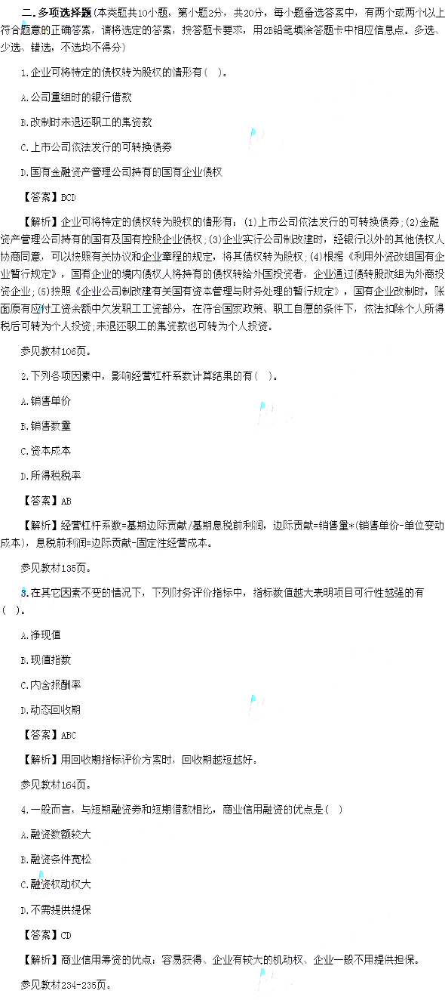 二.多项选择题(本类题共10小题，第小题2分，共20分，每小题备选答案中，有两个或两个以上
符合题意的正确答案，请将选定的答案，按答题卡要求，用2B铅笔填涂答题卡中相应信息点。多选、
少选、错选，不选均不得分)
1.企业可将特定的债权转为股权的情形有(　)。
A.公司重组时的银行借款
B.改制时未退还职工的集资款
C.上市公司依法发行的可转换债券
D.国有金融资产管理公司持有的国有企业债权
【答案】BCD
【解析】企业可将特定的债权转为股权的情形有：(1)上市公司依法发行的可转换债券;(2)金融
资产管理公司持有的国有及国有控股企业债权;(3)企业实行公司制改建时，经银行以外的其他债权人
协商同意，可以按照有关协议和企业章程的规定，将其债权转为股权;(4)根据《利用外资改组国有企
业暂行规定》，国有企业的境内债权人将持有的债权转给外国投资者，企业通过债转股改组为外商投
资企业;(5)按照《企业公司制改建有关国有资本管理与财务处理的暂行规定》，国有企业改制时，账
面原有应付工资余额中欠发职工工资部分，在符合国家政策、职工自愿的条件下，依法扣除个人所得
税后可转为个人投资;未退还职工的集资款也可转为个人投资。
参见教材106页。
2.下列各项因素中，影响经营杠杆系数计算结果的有(　)。
A.销售单价
B.销售数量
C.资本成本
D.所得税税率
【答案】AB
【解析】经营杠杆系数=基期边际贡献/基期息税前利润，边际贡献=销售量*(销售单价-单位变动
成本)，息税前利润=边际贡献-固定性经营成本。
参见教材135页。
3.在其它因素不变的情况下，下列财务评价指标中，指标数值越大表明项目可行性越强的有
(　)。
A.净现值
B.现值指数
C.内含报酬率
D.动态回收期
【答案】ABC
【解析】用回收期指标评价方案时，回收期越短越好。
参见教材164页。
4.一般而言，与短期融资券和短期借款相比，商业信用融资的优点是(　)
A.融资数额较大
B.融资条件宽松
C.融资权动权大
D.不需提供提保
【答案】CD
【解析】商业信用筹资的优点：容易获得、企业有较大的机动权、企业一般不用提供担保。
参见教材234-235页。